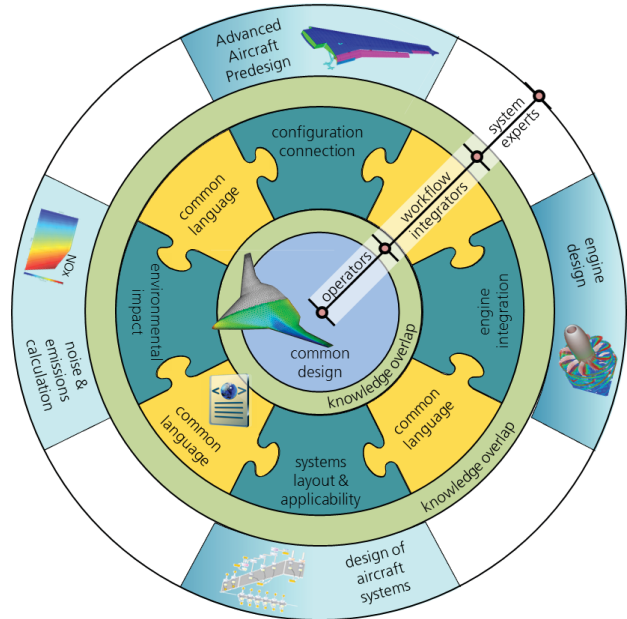 Advanced
Aircraft
Predesign
system
experts
configuration
connection
workflow
integrators
common
language
NOx
noise &
emissions
calculation
environmental
impact
operators
common
design
knowledge overlap
engine
integration
engine
design
common
language
common
language
systems
layout &
applicability
knowledge overlap
design of
aircraft
systems